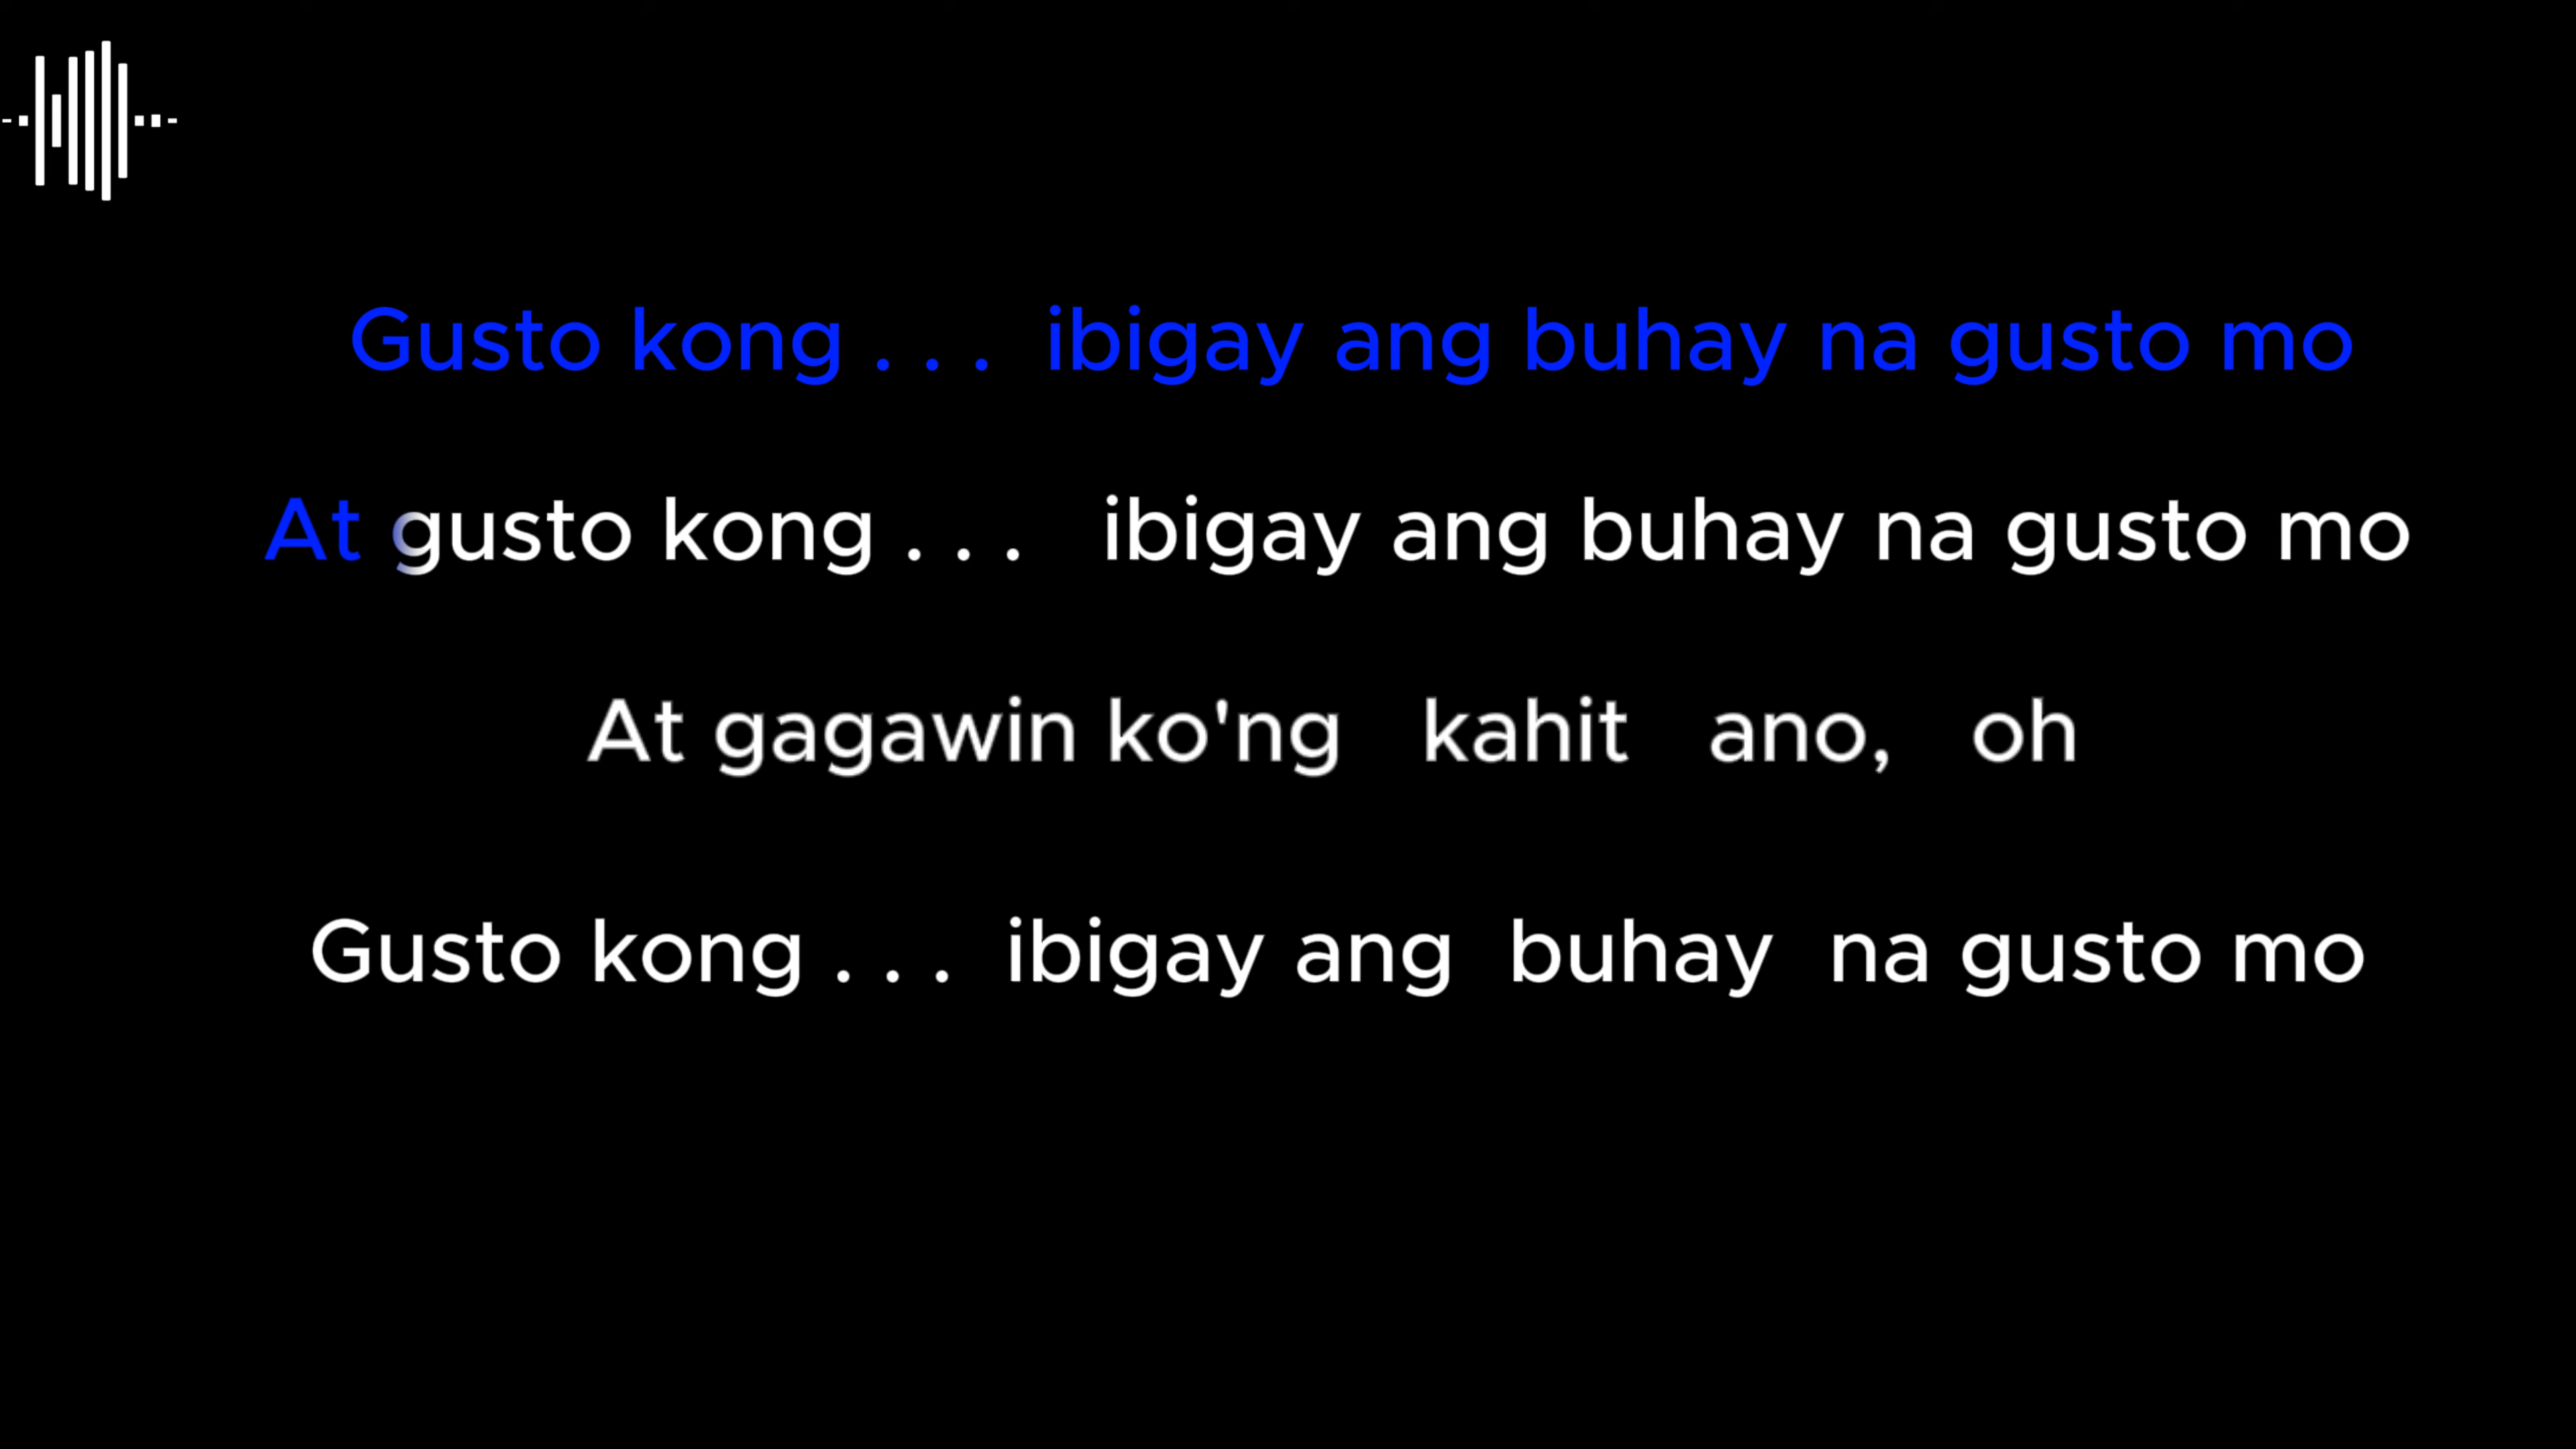 Gusto kong . . . ibigay ang buhay na gusto mo
At gusto kong . . . ibigay ang buhay na gusto mo
At gagawin ko'ng kahit ano, oh
Gusto kong . . . ibigay ang buhay na gusto mo